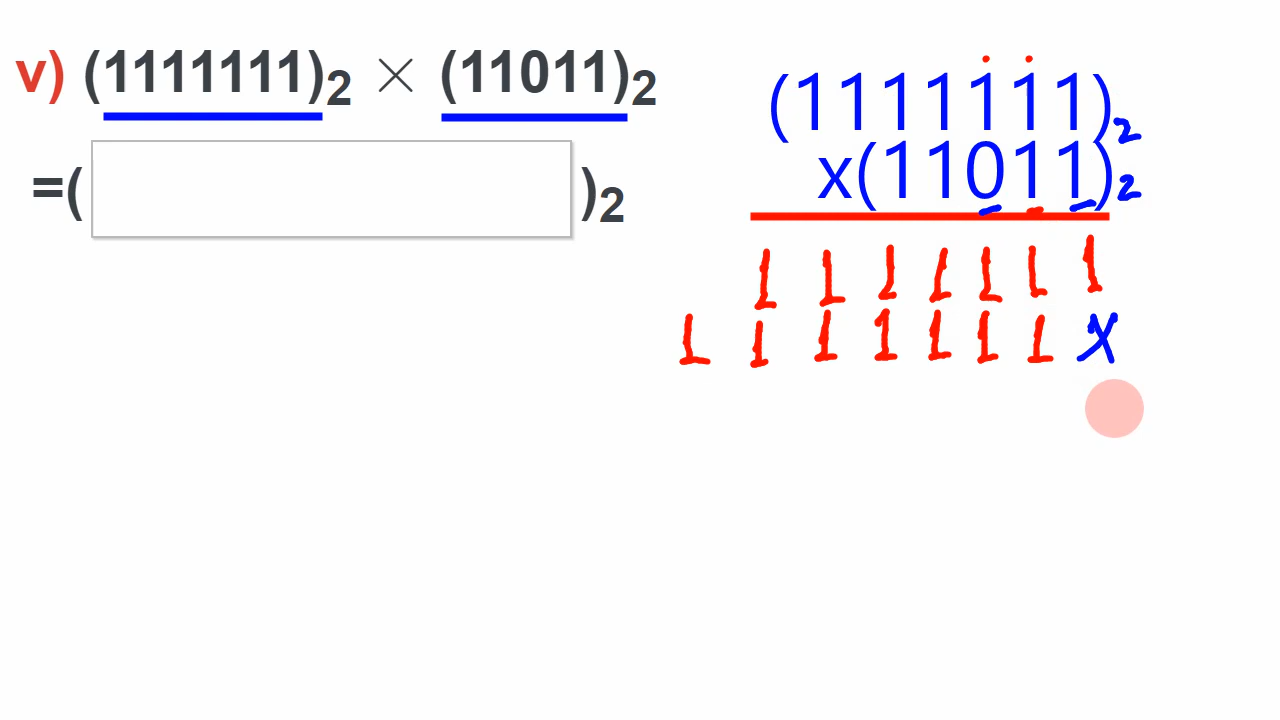 v) (1111111)₂ × (11011)₂
=( )₂
(1111111)₂
x(11011)₂
1 1 1 1 1 1 1
1 1 1 1 1 1 1 X